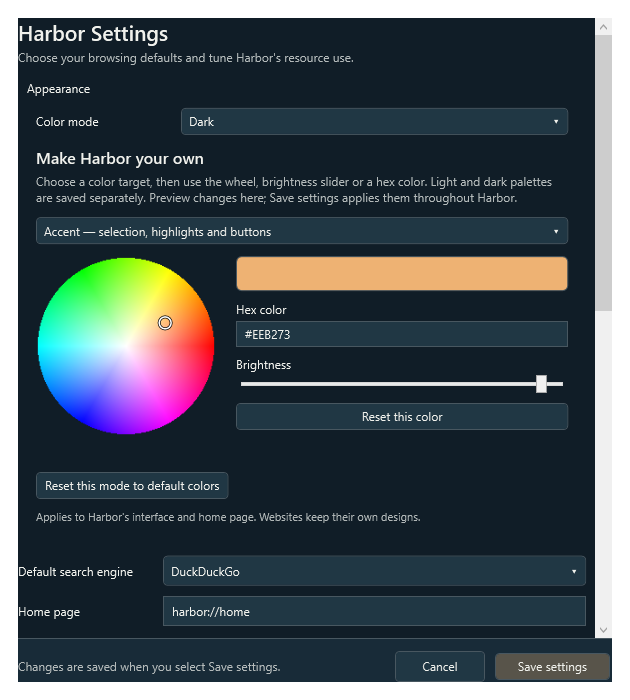 Harbor Settings
Choose your browsing defaults and tune Harbor's resource use.
Appearance
Color mode
Dark
Make Harbor your own
Choose a color target, then use the wheel, brightness slider or a hex color. Light and dark palettes
are saved separately. Preview changes here; Save settings applies them throughout Harbor.
Accent — selection, highlights and buttons
Hex color
#EEB273
Brightness
Reset this color
Reset this mode to default colors
Applies to Harbor's interface and home page. Websites keep their own designs.
Default search engine
DuckDuckGo
Home page
harbor://home
Changes are saved when you select Save settings.
Cancel
Save settings